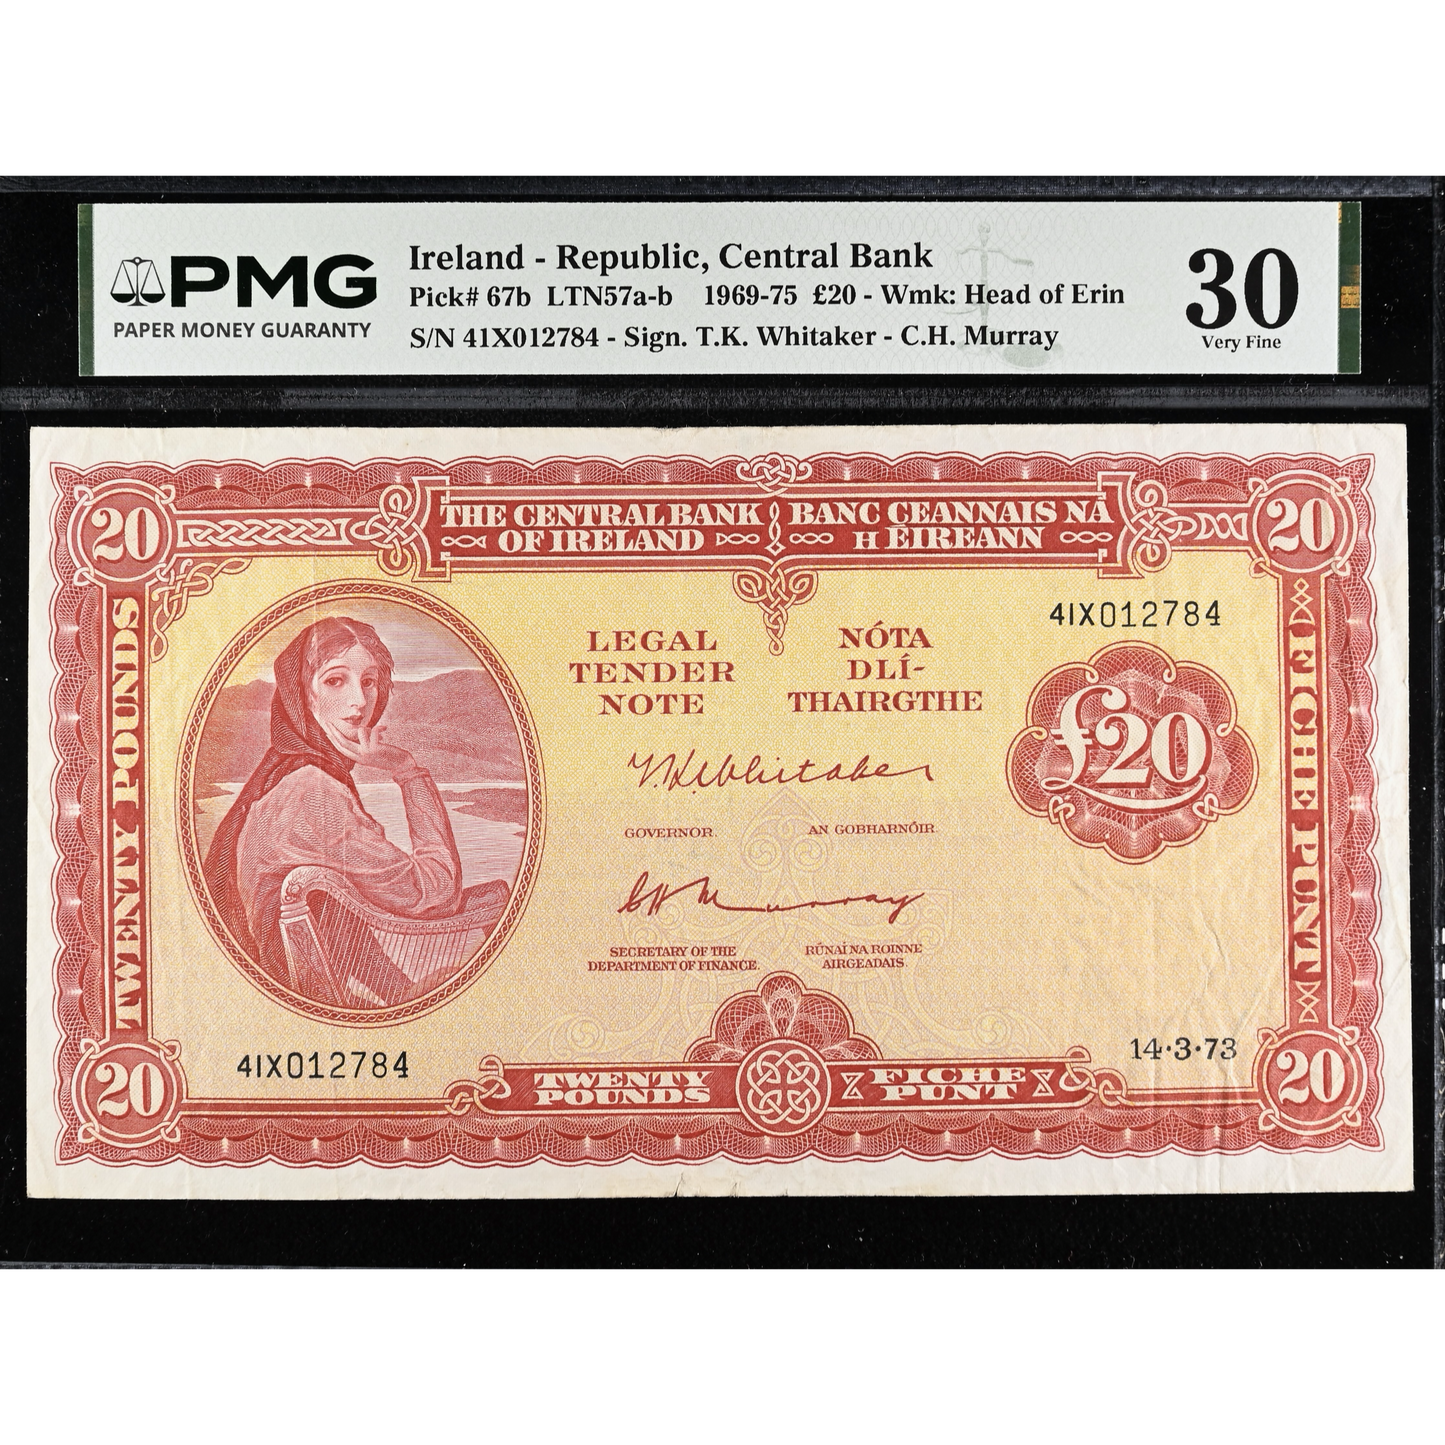 PMG
PAPER MONEY GUARANTY
Ireland - Republic, Central Bank
Pick# 67b LTN57a-b 1969-75 £20 - Wmk: Head of Erin
S/N 41X012784 - Sign. T.K. Whitaker - C.H. Murray
30
Very Fine
20
THE CENTRAL BANK
OF IRELAND
BANC CEANNAIS NA
H ÉIREANN
20
TWENTY POUNDS
LEGAL
TENDER
NOTE
NÓTA
DLÍ-
THAIRGTHE
41X012784
£20
FICHE PUNT
T.K. Whitaker
GOVERNOR.
AN GOBHARNÓIR.
C H Murray
SECRETARY OF THE
DEPARTMENT OF FINANCE.
RÚNAÍ NA ROINNE
AIRGEADAIS.
41X012784
14·3·73
20
TWENTY
POUNDS
FICHE
PUNT
20